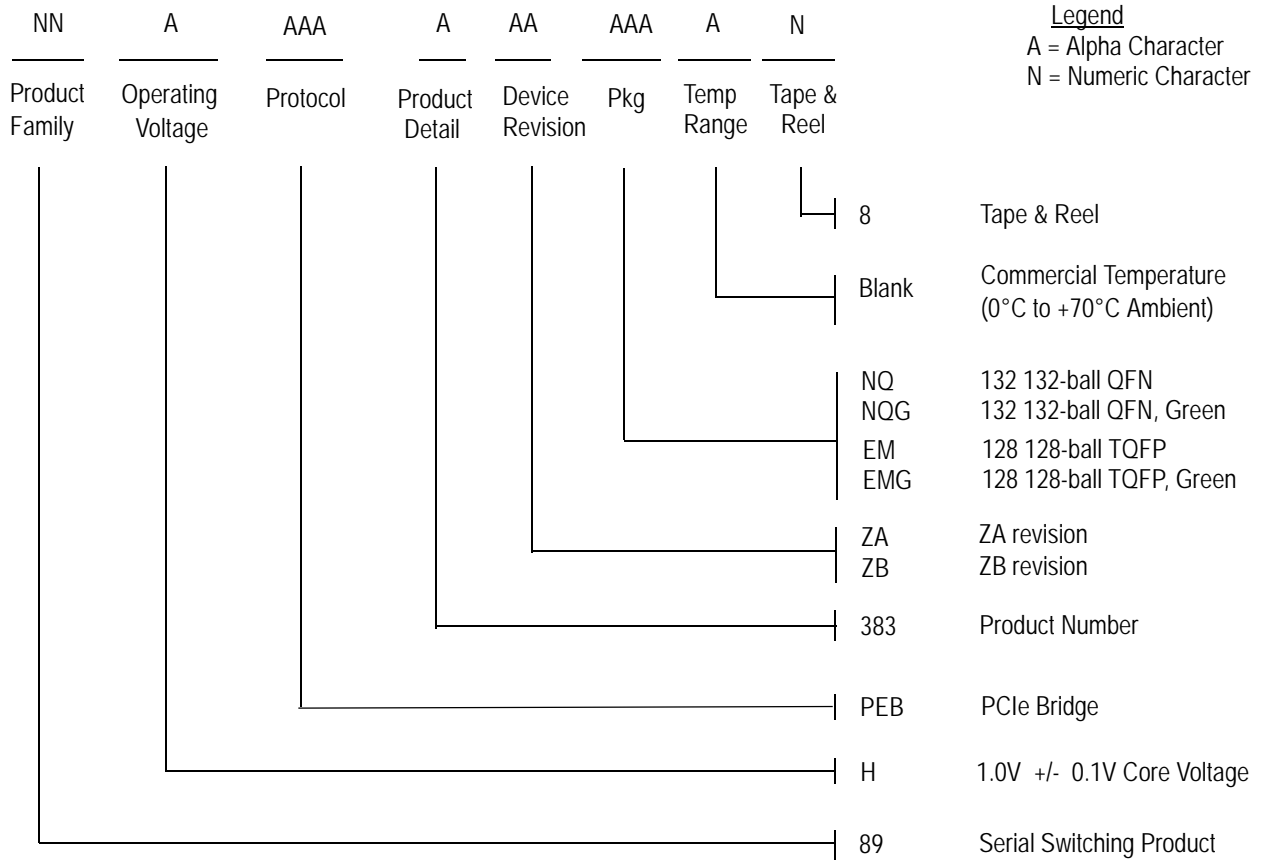 NN A AAA A AA AAA A N
Legend
A = Alpha Character
N = Numeric Character
Product Family
Operating Voltage
Protocol
Product Detail
Device Revision
Pkg
Temp Range
Tape & Reel
8 Tape & Reel
Blank Commercial Temperature
(0°C to +70°C Ambient)
NQ 132 132-ball QFN
NQG 132 132-ball QFN, Green
EM 128 128-ball TQFP
EMG 128 128-ball TQFP, Green
ZA ZA revision
ZB ZB revision
383 Product Number
PEB PCIe Bridge
H 1.0V +/- 0.1V Core Voltage
89 Serial Switching Product